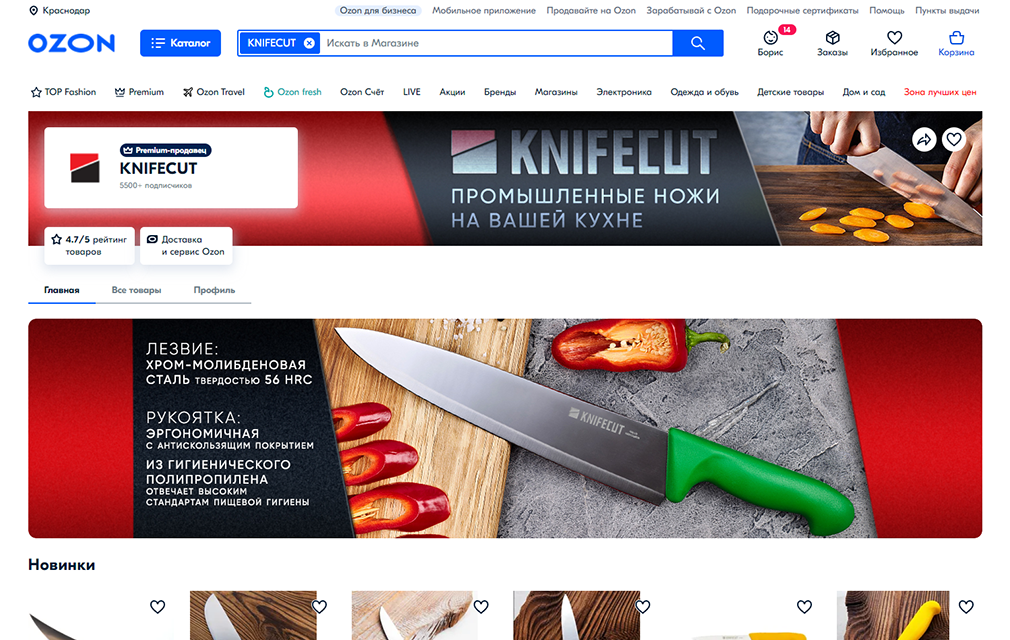 Краснодар
Ozon для бизнеса Мобильное приложение Продавайте на Ozon Зарабатывай с Ozon Подарочные сертификаты Помощь Пункты выдачи
OZON Каталог KNIFECUT Искать в Магазине 14
Борис Заказы Избранное Корзина
TOP Fashion Premium Ozon Travel Ozon fresh Ozon Счёт LIVE Акции Бренды Магазины Электроника Одежда и обувь Детские товары Дом и сад Зона лучших цен
Premium-продавец
KNIFECUT
5500+ подписчиков
KNIFECUT
ПРОМЫШЛЕННЫЕ НОЖИ
НА ВАШЕЙ КУХНЕ
4.7/5 рейтинг
товаров
Доставка
и сервис Ozon
Главная Все товары Профиль
ЛЕЗВИЕ:
ХРОМ-МОЛИБДЕНОВАЯ
СТАЛЬ ТВЕРДОСТЬЮ 56 HRC
РУКОЯТКА:
ЭРГОНОМИЧНАЯ
С АНТИСКОЛЬЗЯЩИМ ПОКРЫТИЕМ
ИЗ ГИГИЕНИЧЕСКОГО
ПОЛИПРОПИЛЕНА
ОТВЕЧАЕТ ВЫСОКИМ
СТАНДАРТАМ ПИЩЕВОЙ ГИГИЕНЫ
KNIFECUT
Новинки